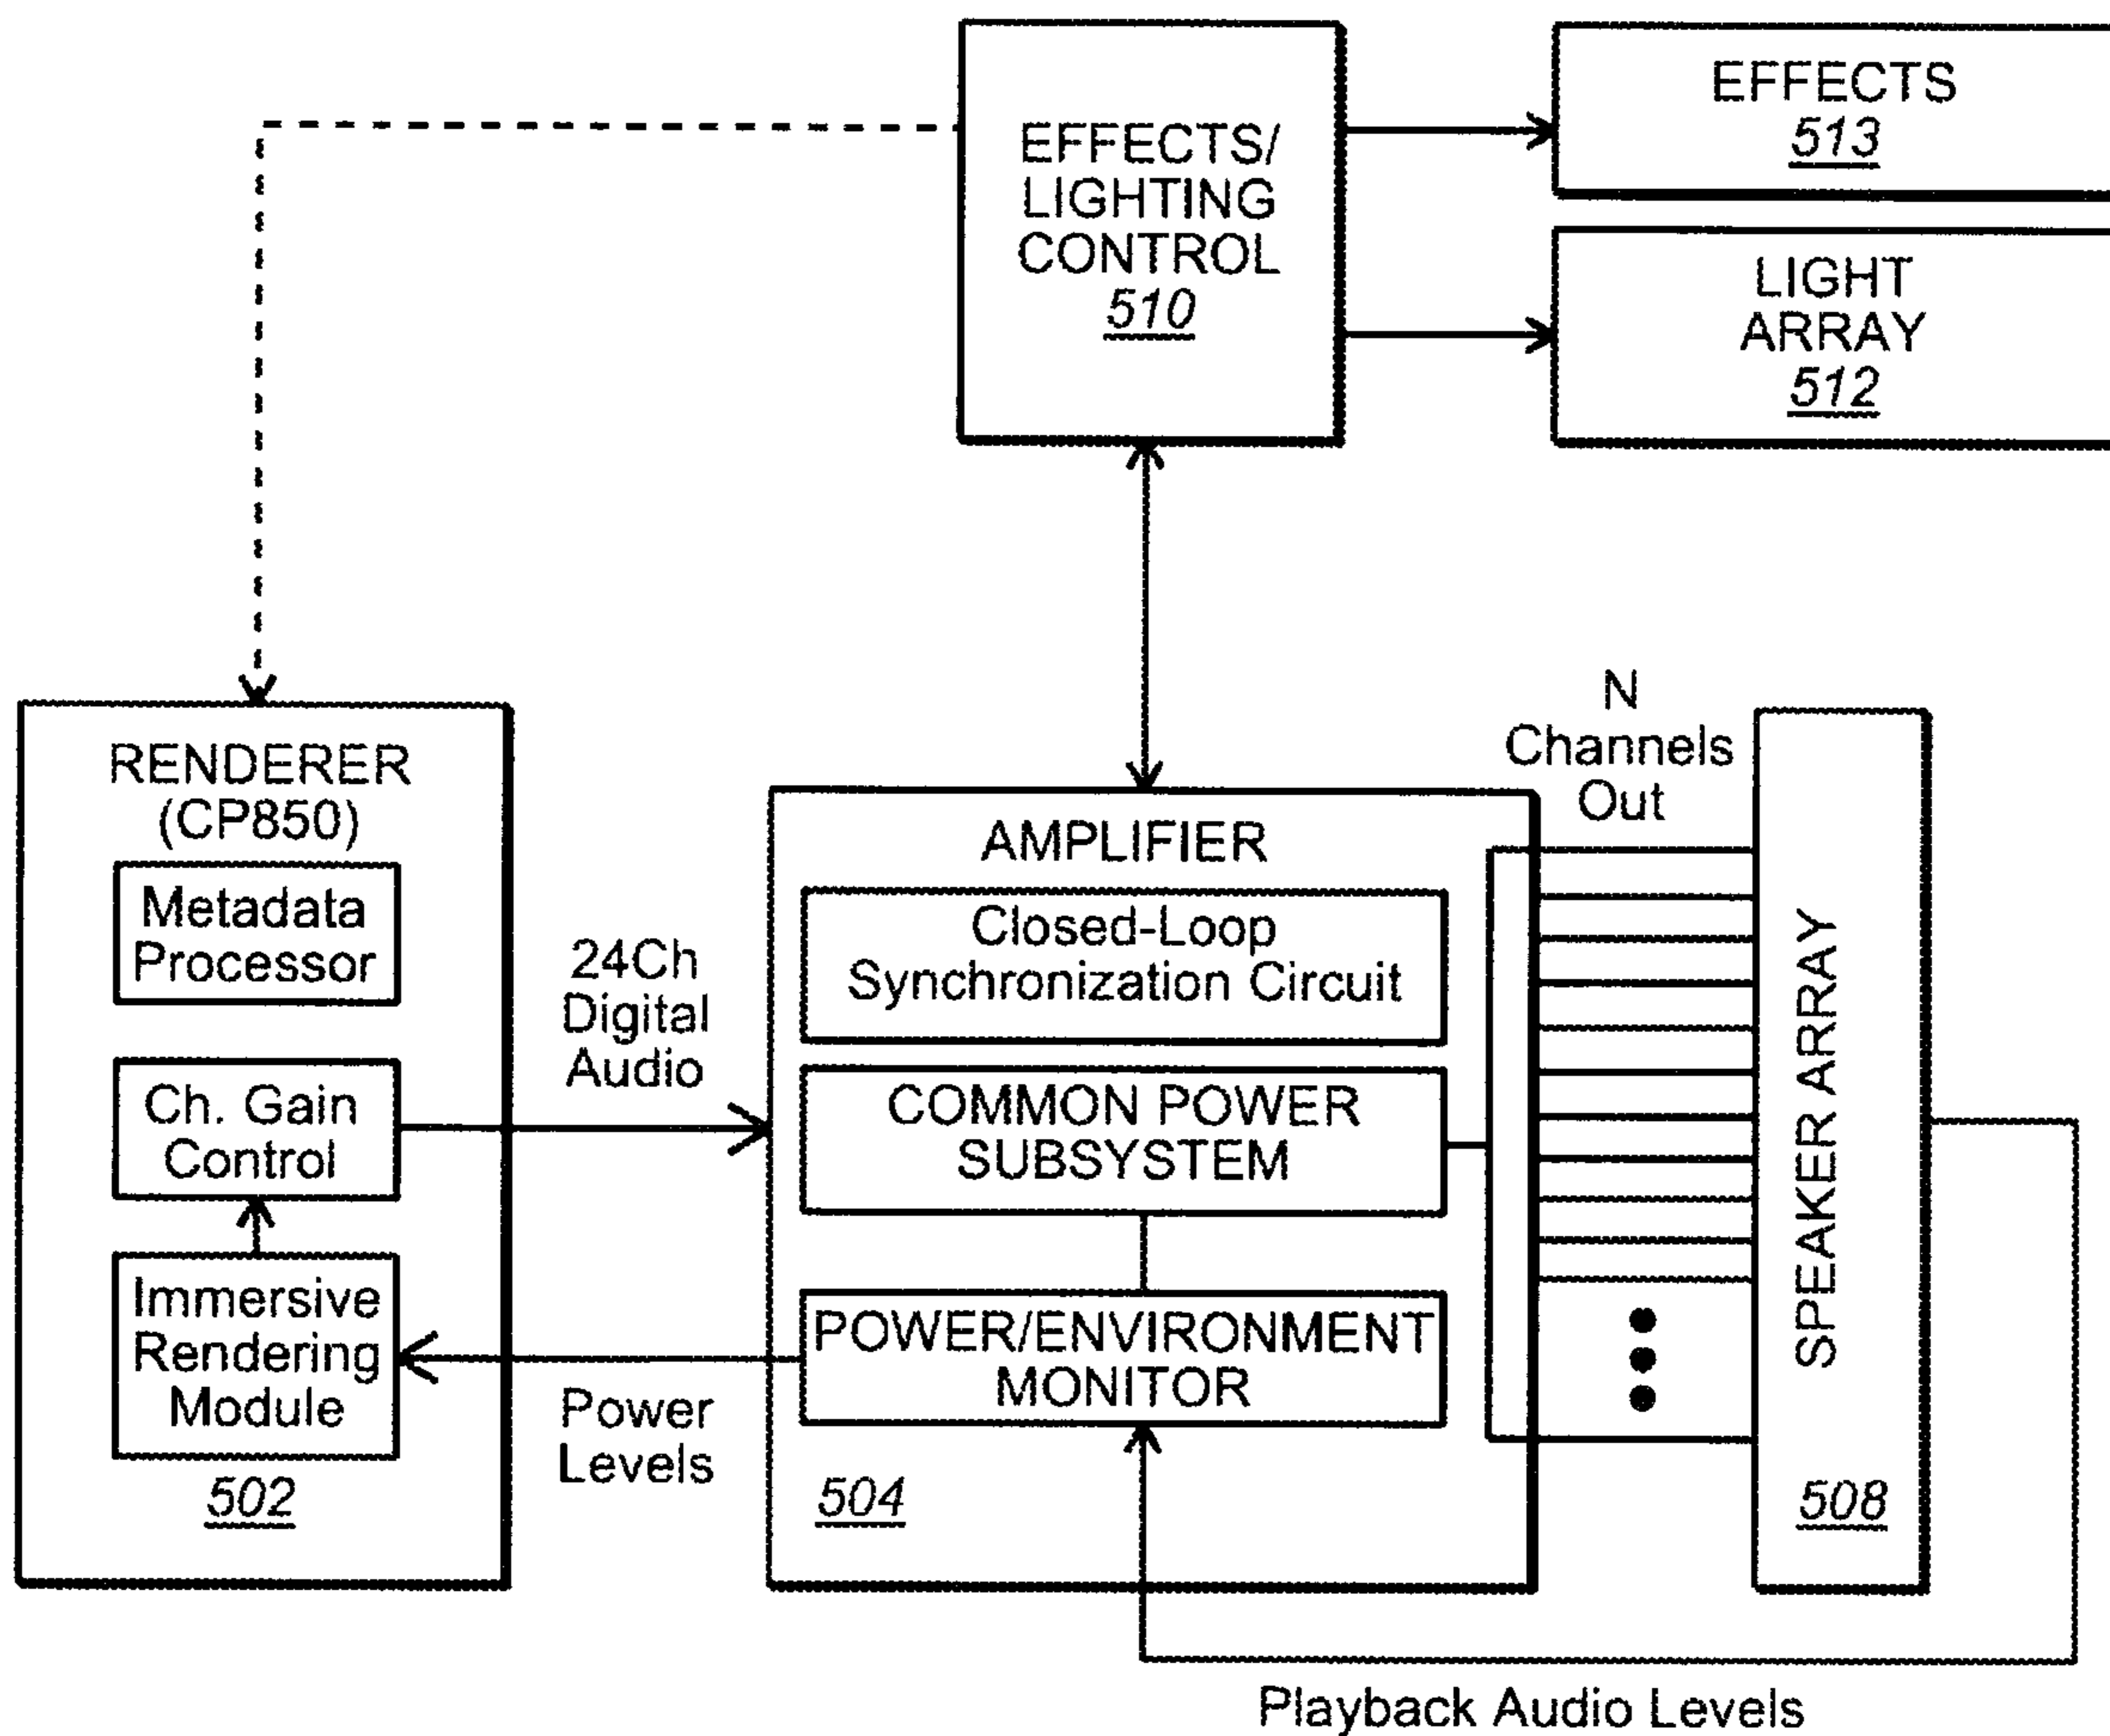 EFFECTS/
LIGHTING
CONTROL
510
EFFECTS
513
LIGHT
ARRAY
512
RENDERER
(CP850)
Metadata
Processor
Ch. Gain
Control
Immersive
Rendering
Module
502
24Ch
Digital
Audio
Power
Levels
AMPLIFIER
Closed-Loop
Synchronization Circuit
COMMON POWER
SUBSYSTEM
POWER/ENVIRONMENT
MONITOR
504
N
Channels
Out
SPEAKER ARRAY
508
Playback Audio Levels